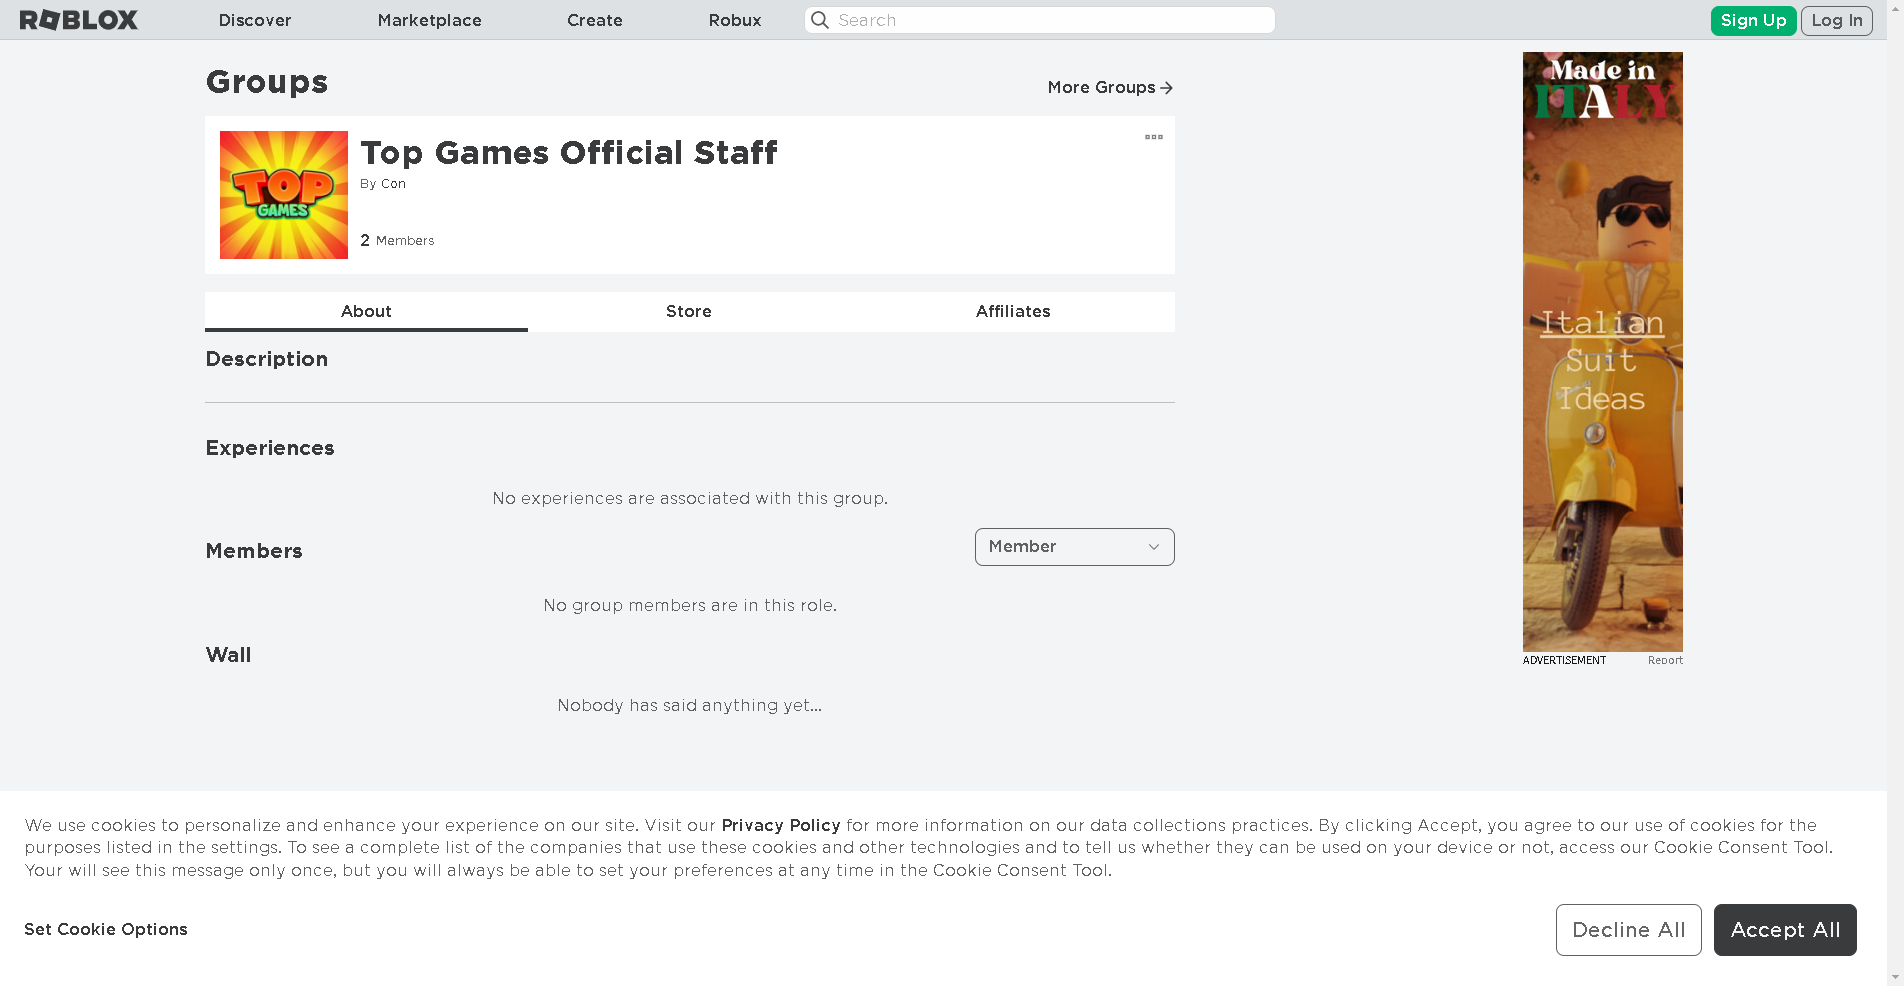 ROBLOX
Discover
Marketplace
Create
Robux
Search
Sign Up
Log In
Groups
More Groups
TOP
GAMES
Top Games Official Staff
By Con
2 Members
About
Store
Affiliates
Description
Experiences
No experiences are associated with this group.
Members
Member
No group members are in this role.
Wall
Nobody has said anything yet...
Made in
ITALY
Italian
Suit
Ideas
ADVERTISEMENT
Report
We use cookies to personalize and enhance your experience on our site. Visit our Privacy Policy for more information on our data collections practices. By clicking Accept, you agree to our use of cookies for the
purposes listed in the settings. To see a complete list of the companies that use these cookies and other technologies and to tell us whether they can be used on your device or not, access our Cookie Consent Tool.
Your will see this message only once, but you will always be able to set your preferences at any time in the Cookie Consent Tool.
Set Cookie Options
Decline All
Accept All